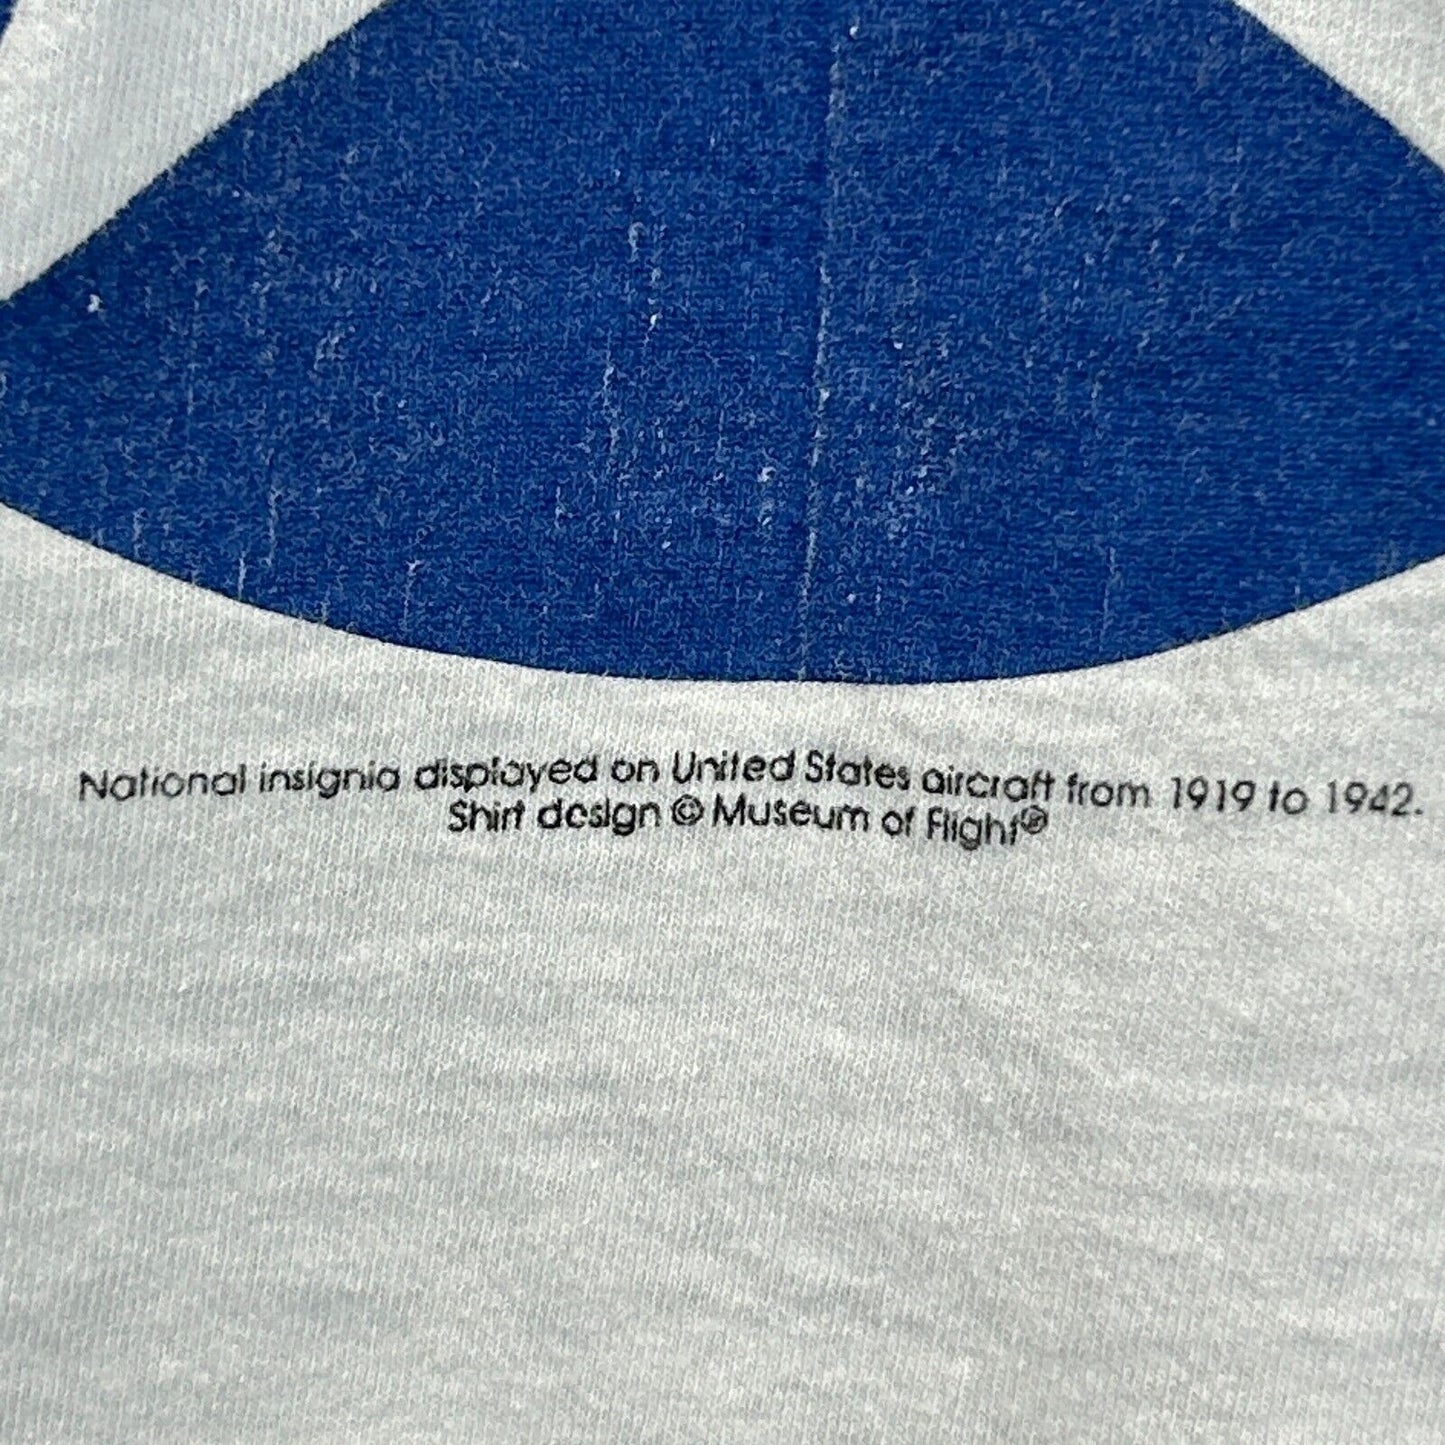 National insignia displayed on United States aircraft from 1919 to 1942.
Shirt design © Museum of Flight®